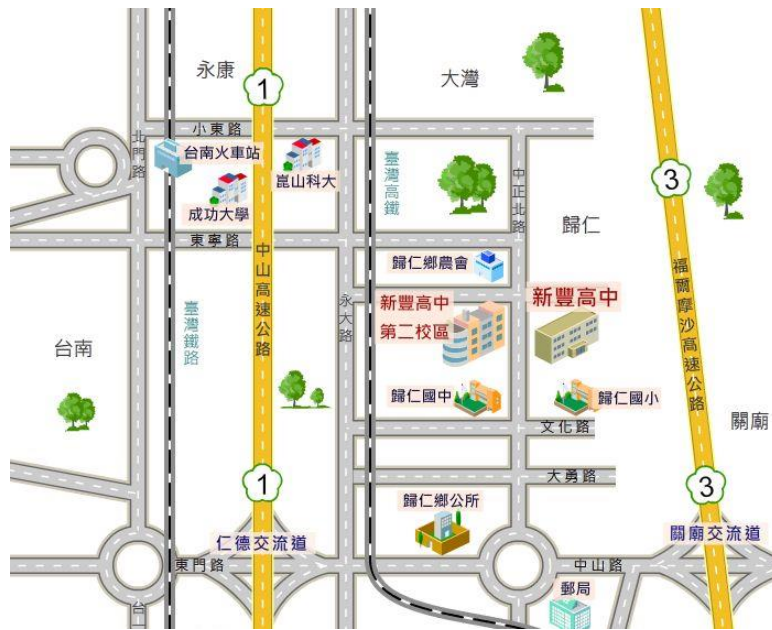 永康
大灣
1
小東路
北門路
台南火車站
崑山科大
成功大學
臺灣高鐵
中正北路
3
歸仁
東寧路
中山高速公路
歸仁鄉農會
福爾摩沙高速公路
臺灣鐵路
永大路
新豐高中
第二校區
新豐高中
台南
歸仁國中
歸仁國小
關廟
文化路
大勇路
1
3
歸仁鄉公所
仁德交流道
關廟交流道
東門路
中山路
郵局
台